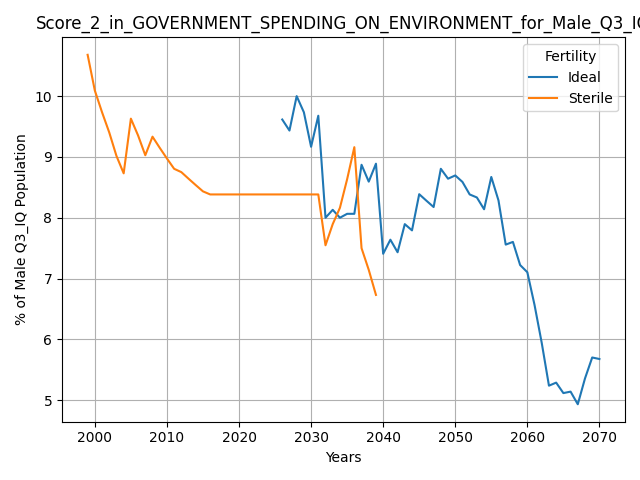 Score_2_in_GOVERNMENT_SPENDING_ON_ENVIRONMENT_for_Male_Q3_IQ
Fertility
Ideal
Sterile
% of Male Q3_IQ Population
10
9
8
7
6
5
2000 2010 2020 2030 2040 2050 2060 2070
Years